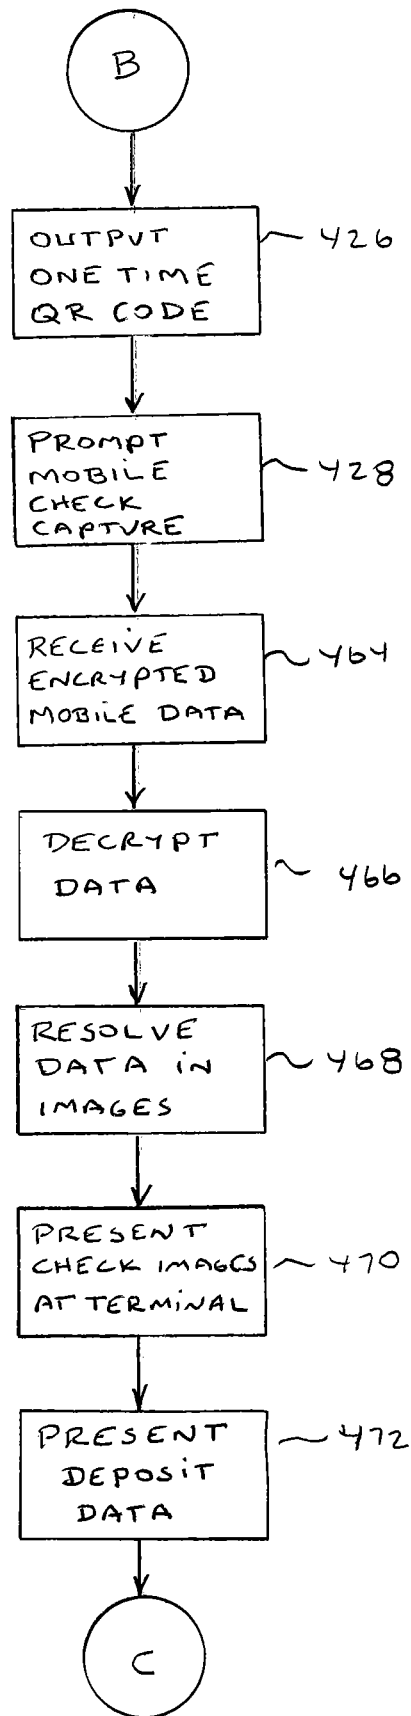 B
OUTPUT
ONE TIME
QR CODE
426
PROMPT
MOBILE
CHECK
CAPTURE
428
RECEIVE
ENCRYPTED
MOBILE DATA
464
DECRYPT
DATA
466
RESOLVE
DATA IN
IMAGES
468
PRESENT
CHECK IMAGES
AT TERMINAL
470
PRESENT
DEPOSIT
DATA
472
C